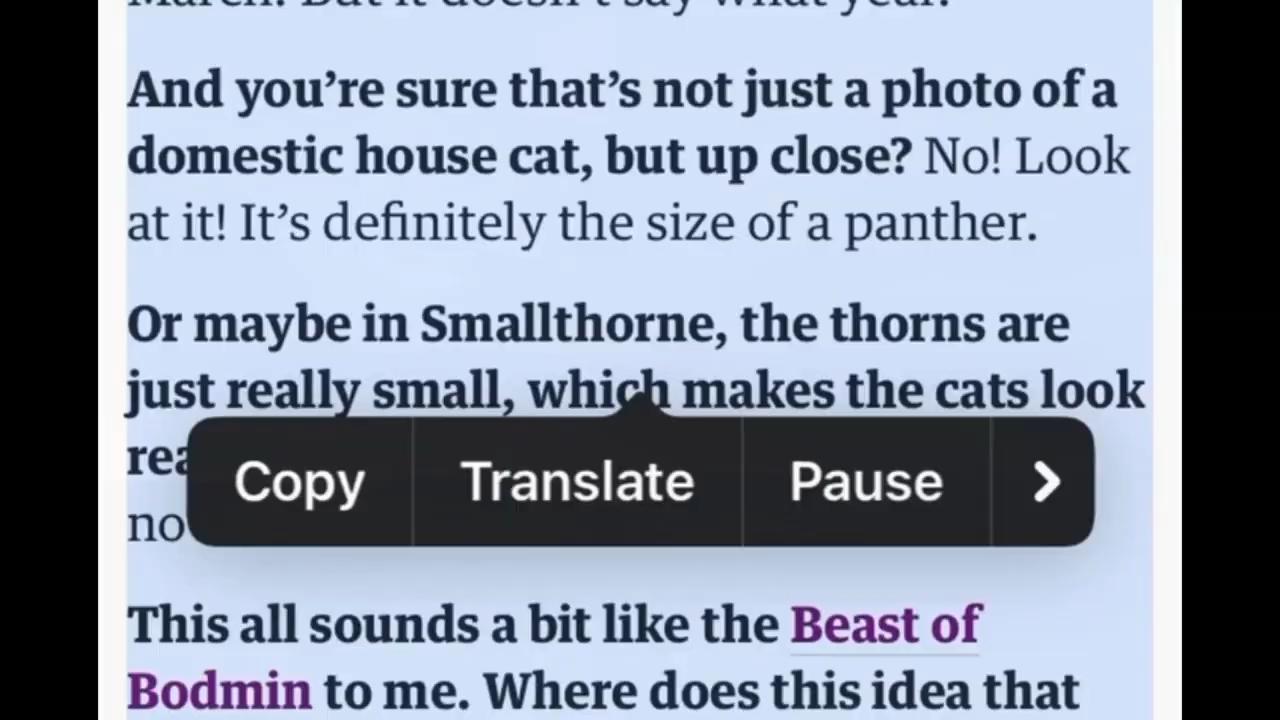 And you’re sure that’s not just a photo of a
domestic house cat, but up close? No! Look
at it! It’s definitely the size of a panther.
Or maybe in Smallthorne, the thorns are
just really small, which makes the cats look
Copy Translate Pause
This all sounds a bit like the Beast of
Bodmin to me. Where does this idea that